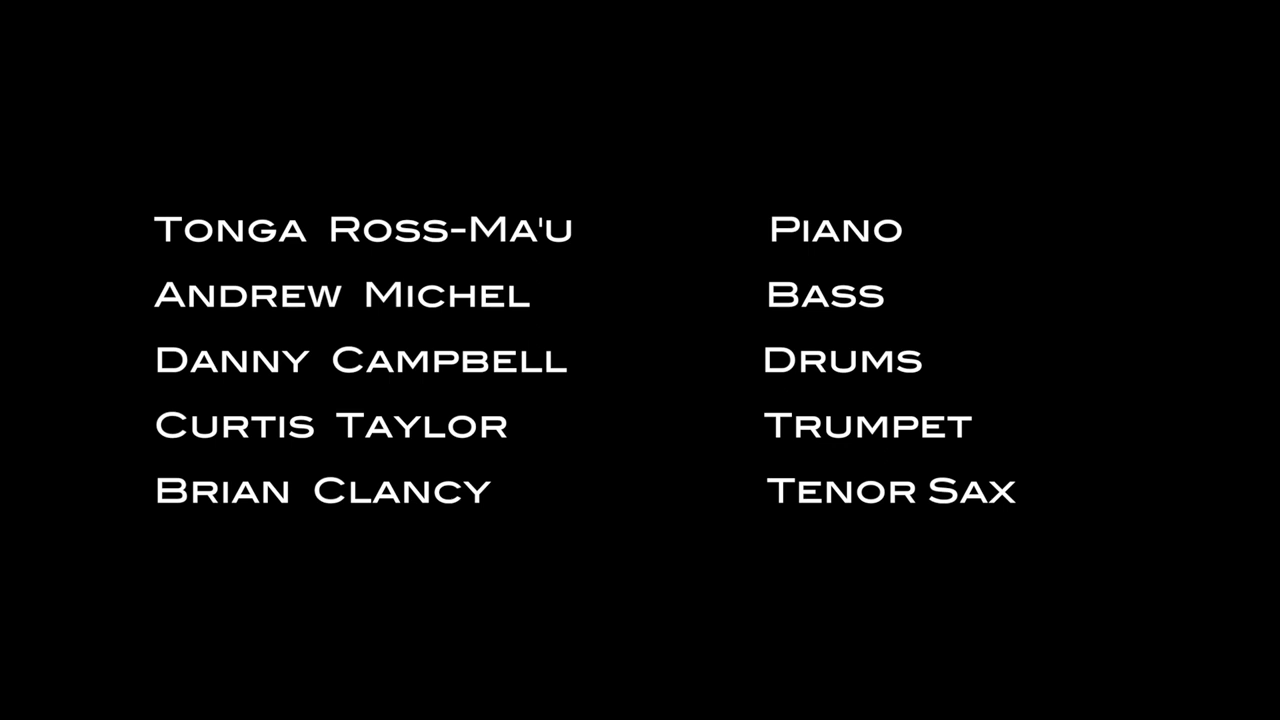 Tonga Ross-Ma'u Piano
Andrew Michel Bass
Danny Campbell Drums
Curtis Taylor Trumpet
Brian Clancy Tenor Sax